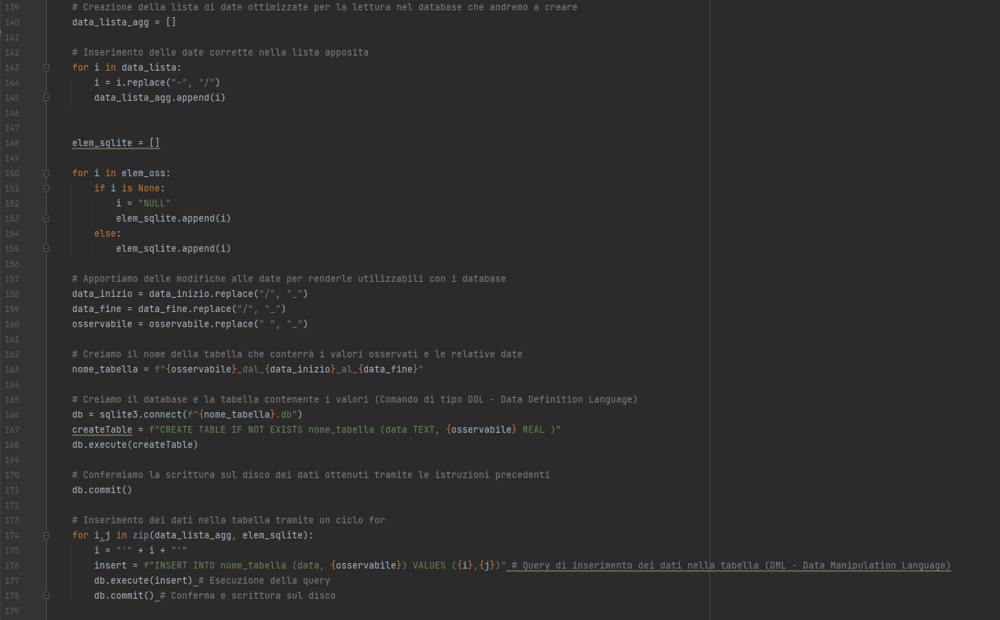 139 # Creazione della lista di date ottimizzate per la lettura nel database che andremo a creare
140 data_lista_agg = []
141
142 # Inserimento delle date corrette nella lista apposita
143 for i in data_lista:
144 i = i.replace("-", "/")
145 data_lista_agg.append(i)
146
147
148 elem_sqlite = []
149
150 for i in elem_oss:
151 if i is None:
152 i = "NULL"
153 elem_sqlite.append(i)
154 else:
155 elem_sqlite.append(i)
156
157 # Apportiamo delle modifiche alle date per renderle utilizzabili con i database
158 data_inizio = data_inizio.replace("/", "_")
159 data_fine = data_fine.replace("/", "_")
160 osservabile = osservabile.replace(" ", "_")
161
162 # Creiamo il nome della tabella che conterrà i valori osservati e le relative date
163 nome_tabella = f"{osservabile}_dal_{data_inizio}_al_{data_fine}"
164
165 # Creiamo il database e la tabella contenente i valori (Comando di tipo DDL - Data Definition Language)
166 db = sqlite3.connect(f"{nome_tabella}.db")
167 createTable = f"CREATE TABLE IF NOT EXISTS nome_tabella (data TEXT, {osservabile} REAL )"
168 db.execute(createTable)
169
170 # Confermiamo la scrittura sul disco dei dati ottenuti tramite le istruzioni precedenti
171 db.commit()
172
173 # Inserimento dei dati nella tabella tramite un ciclo for
174 for i,j in zip(data_lista_agg, elem_sqlite):
175 i = "'" + i + "'"
176 insert = f"INSERT INTO nome_tabella (data, {osservabile}) VALUES ({i},{j})" # Query di inserimento dei dati nella tabella (DML - Data Manipulation Language)
177 db.execute(insert) # Esecuzione della query
178 db.commit() # Conferma e scrittura sul disco
179